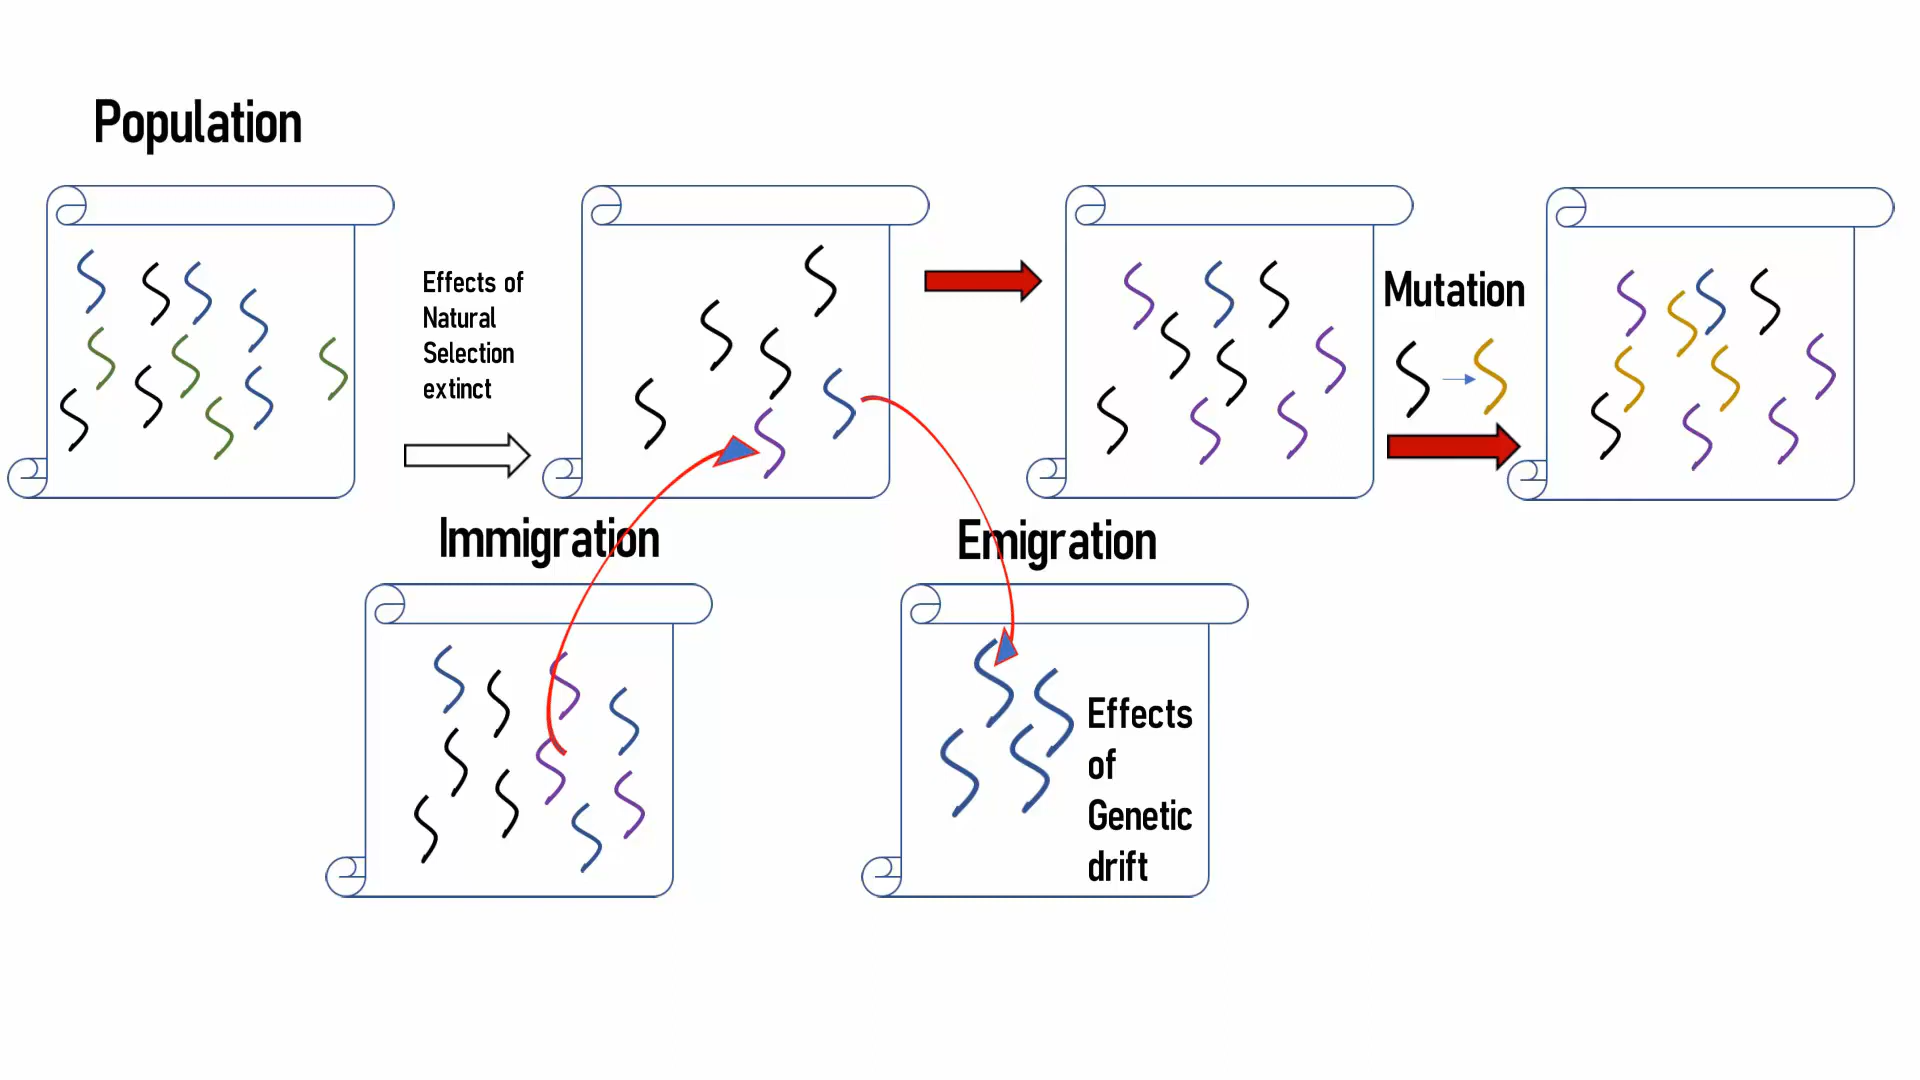 Population
Effects of
Natural
Selection
extinct
Mutation
Immigration
Emigration
Effects
of
Genetic
drift